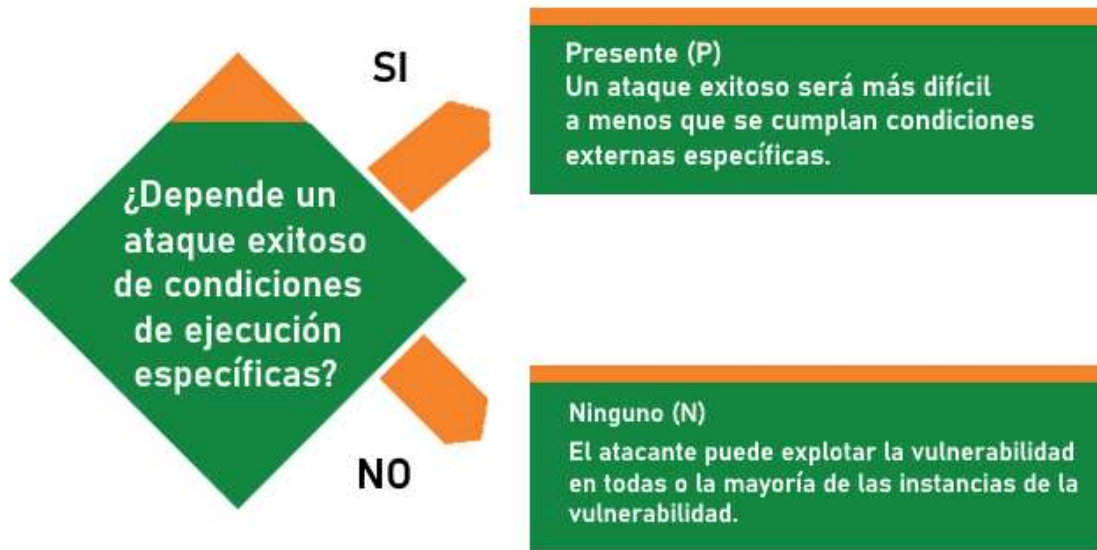 ¿Depende un
ataque exitoso
de condiciones
de ejecución
específicas?
SI
Presente (P)
Un ataque exitoso será más difícil
a menos que se cumplan condiciones
externas específicas.
NO
Ninguno (N)
El atacante puede explotar la vulnerabilidad
en todas o la mayoría de las instancias de la
vulnerabilidad.